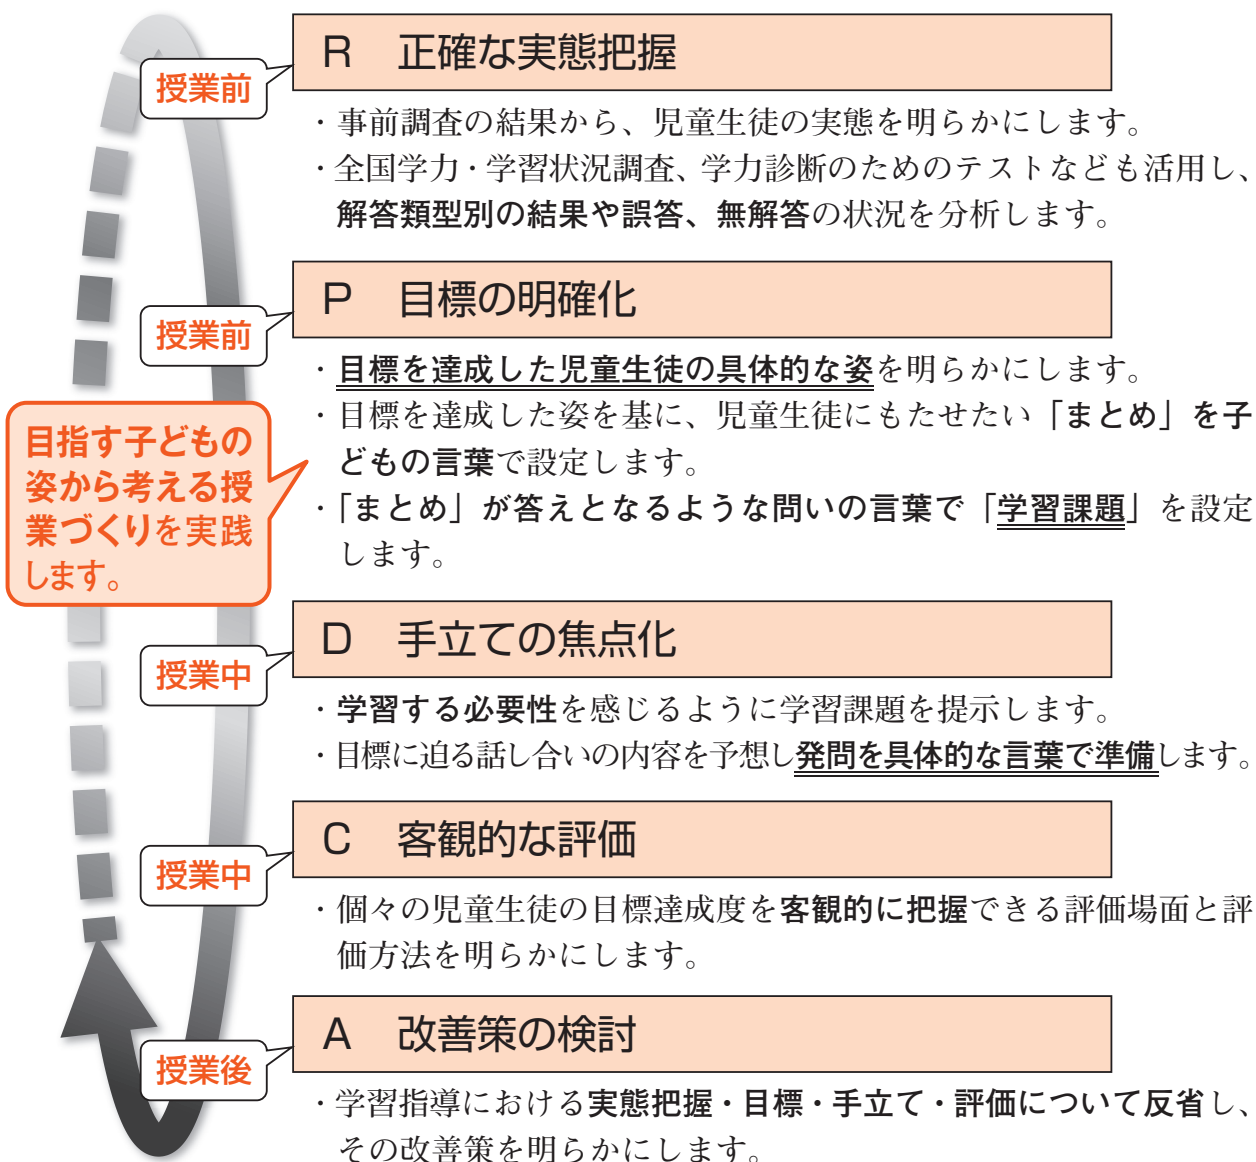 授業前
R 正確な実態把握
・事前調査の結果から、児童生徒の実態を明らかにします。
・全国学力・学習状況調査、学力診断のためのテストなども活用し、
解答類型別の結果や誤答、無解答の状況を分析します。
授業前
P 目標の明確化
・目標を達成した児童生徒の具体的な姿を明らかにします。
・目標を達成した姿を基に、児童生徒にもたせたい「まとめ」を子
どもの言葉で設定します。
・「まとめ」が答えとなるような問いの言葉で「学習課題」を設定
します。
目指す子どもの
姿から考える授
業づくりを実践
します。
授業中
D 手立ての焦点化
・学習する必要性を感じるように学習課題を提示します。
・目標に迫る話し合いの内容を予想し発問を具体的な言葉で準備します。
授業中
C 客観的な評価
・個々の児童生徒の目標達成度を客観的に把握できる評価場面と評
価方法を明らかにします。
授業後
A 改善策の検討
・学習指導における実態把握・目標・手立て・評価について反省し、
その改善策を明らかにします。